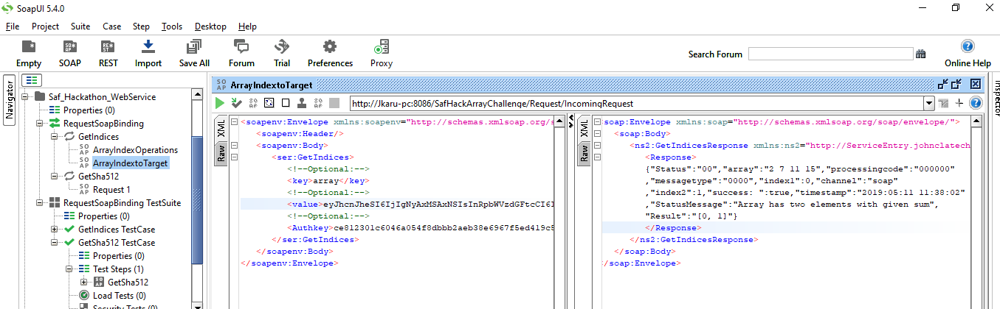 SoapUI 5.4.0
File Project Suite Case Step Tools Desktop Help
Empty SOAP REST Import Save All Forum Trial Preferences Proxy
Search Forum
Online Help
Navigator
Saf_Hackathon_WebService
Properties (0)
RequestSoapBinding
GetIndices
ArrayIndexOperations
ArrayIndextoTarget
GetSha512
Request 1
RequestSoapBinding TestSuite
Properties (0)
GetIndices TestCase
GetSha512 TestCase
Properties (0)
Test Steps (1)
GetSha512
Load Tests (0)
Security Tests (0)
ArrayIndextoTarget
http://Jkaru-pc:8086/SafHackArrayChallenge/Request/IncomingRequest
XML
Raw
<soapenv:Envelope xmlns:soapenv="http://schemas.xmlsoap.org/s
<soapenv:Header/>
<soapenv:Body>
<ser:GetIndices>
<!--Optional:-->
<key>array</key>
<!--Optional:-->
<value>eyJhcnJheSI6IjIgNyAxMSAxNSIsInRpbWVzdGFtcCI6I
<!--Optional:-->
<Authkey>ce812301c6046a054f8dbbb2aeb38e6967f5ed419c5
</ser:GetIndices>
</soapenv:Body>
</soapenv:Envelope>
XML
Raw
soap:Envelope xmlns:soap="http://schemas.xmlsoap.org/soap/envelope/">
<soap:Body>
<ns2:GetIndicesResponse xmlns:ns2="http://ServiceEntry.johnclatech
<Response>
{"Status":"00","array":"2 7 11 15","processingcode":"000000"
,"messagetype":"0000","index1":0,"channel":"soap"
,"index2":1,"success: ":true,"timestamp":"2019:05:11 11:38:02"
,"StatusMessage":"Array has two elements with given sum",
"Result":"[0, 1]"}
</Response>
</ns2:GetIndicesResponse>
</soap:Body>
/soap:Envelope>
Inspector